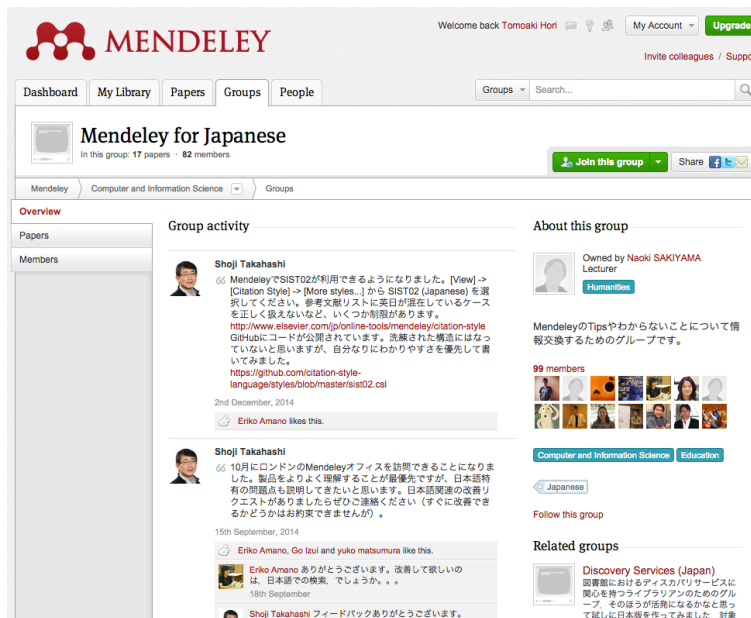 MENDELEY
Welcome back Tomoaki Hori
My Account
Upgrade
Invite colleagues / Suppo
Dashboard
My Library
Papers
Groups
People
Groups
Search...
Mendeley for Japanese
In this group: 17 papers · 82 members
Join this group
Share
Mendeley
Computer and Information Science
Groups
Overview
Papers
Members
Group activity
Shoji Takahashi
MendeleyでSIST02が利用できるようになりました。[View] ->
[Citation Style] -> [More styles...] から SIST02 (Japanese) を選
択してください。参考文献リストに英日が混在しているケース
を正しく扱えないなど、いくつか制限があります。
http://www.elsevier.com/jp/online-tools/mendeley/citation-style
GitHubにコードが公開されています。洗練された構造にはなっ
ていないと思いますが、自分なりにわかりやすさを優先して書
いてみました。
https://github.com/citation-style-
language/styles/blob/master/sist02.csl
2nd December, 2014
Eriko Amano likes this.
Shoji Takahashi
10月にロンドンのMendeleyオフィスを訪問できることになりま
した。製品をよりよく理解することが最優先ですが、日本語特
有の問題点も説明してきたいと思います。日本語関連の改善リ
クエストがありましたらぜひご連絡ください（すぐに改善でき
るかどうかはお約束できませんが）。
15th September, 2014
Eriko Amano, Go Izui and yuko matsumura like this.
Eriko Amano ありがとうございます。改善して欲しいの
は、日本語での検索、でしょうか。。。
18th September
Shoji Takahashi フィードバックありがとうございます。
About this group
Owned by Naoki SAKIYAMA
Lecturer
Humanities
MendeleyのTipsやわからないことについて情
報交換するためのグループです。
99 members
Computer and Information Science
Education
Japanese
Follow this group
Related groups
Discovery Services (Japan)
図書館におけるディスカバリサービスに
関心を持つライブラリアンのためのグル
ープ，そのほうが活発になるかなと思っ
て試しに日本版を作ってみました 対象